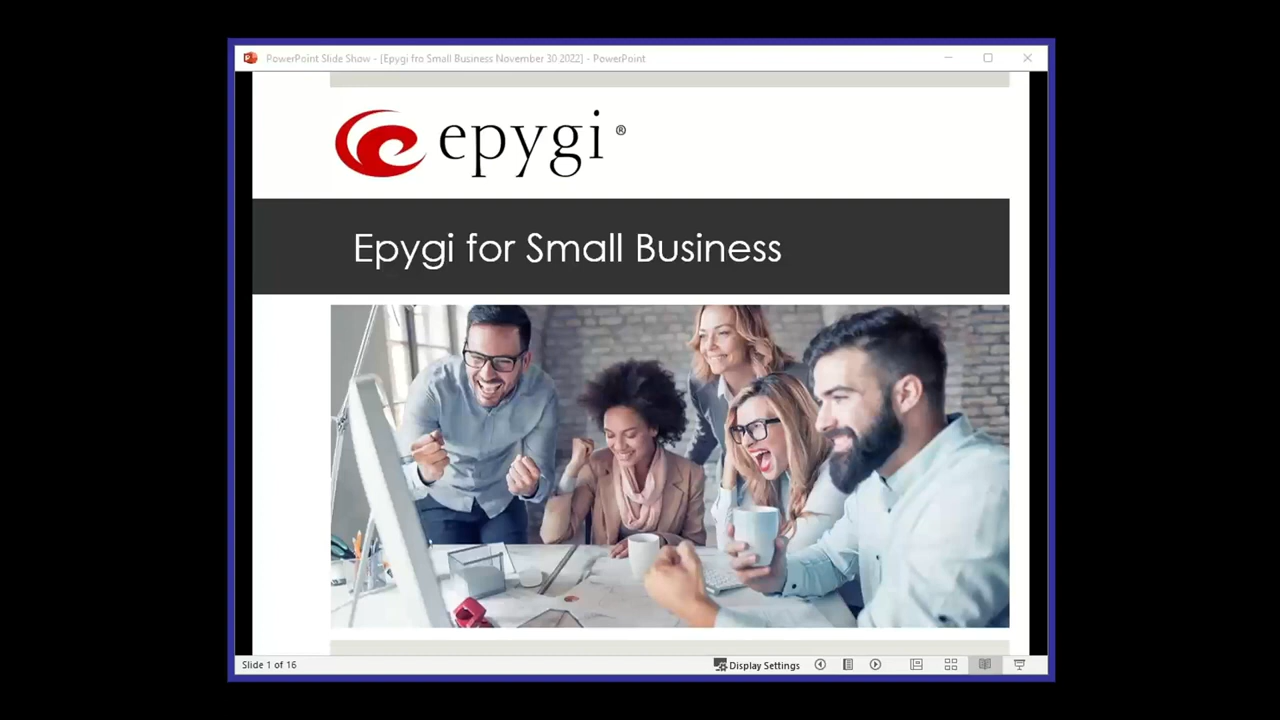 PowerPoint Slide Show - [Epygi fro Small Business November 30 2022] - PowerPoint
epygi ®
Epygi for Small Business
Slide 1 of 16
Display Settings